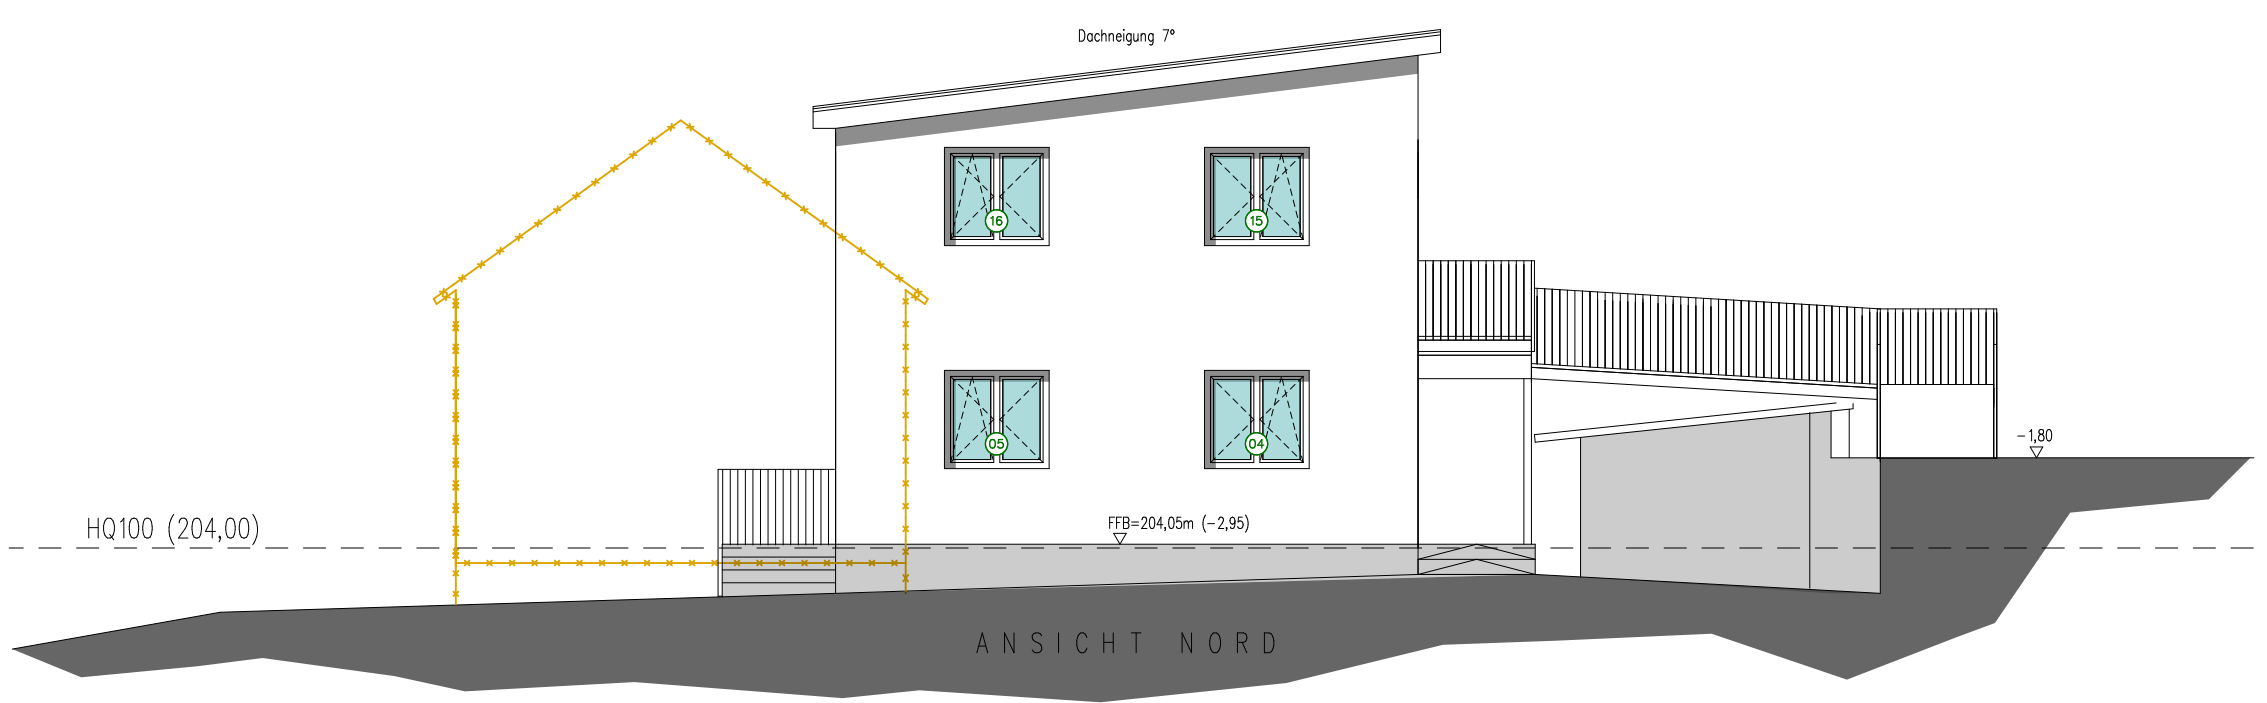 Dachneigung 7°
16
15
05
04
-1,80
HQ100 (204,00)
FFB=204,05m (-2,95)
ANSICHT NORD